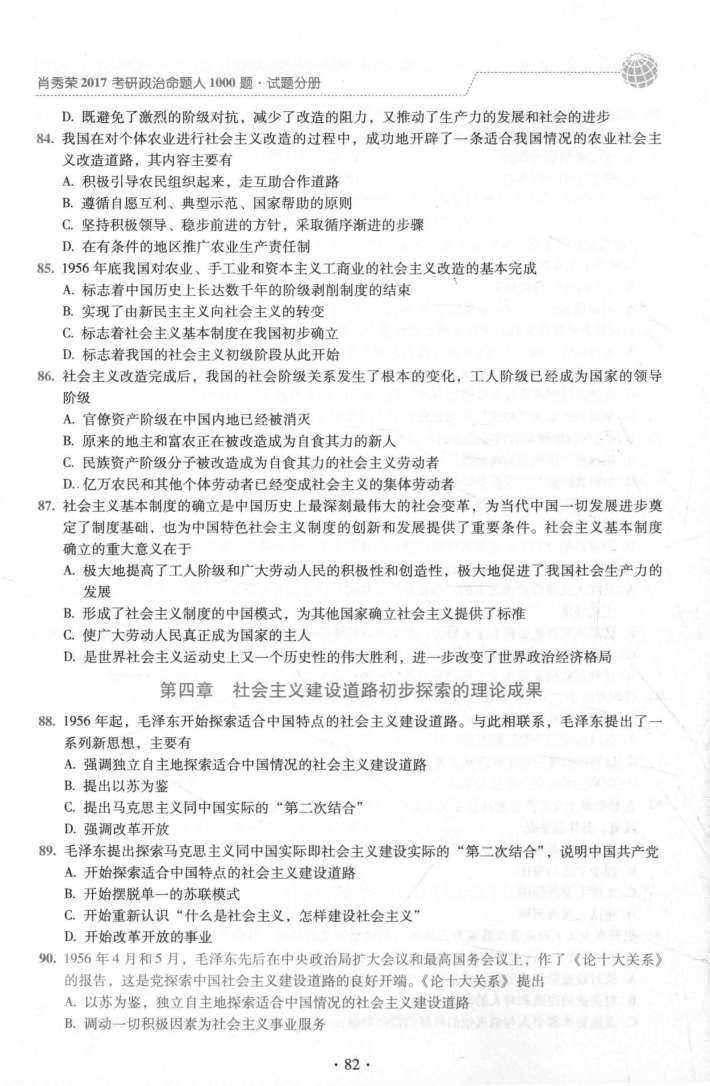 肖秀荣2017考研政治命题人1000题·试题分册
D. 既避免了激烈的阶级对抗，减少了改造的阻力，又推动了生产力的发展和社会的进步
84. 我国在对个体农业进行社会主义改造的过程中，成功地开辟了一条适合我国情况的农业社会主
义改造道路，其内容主要有
A. 积极引导农民组织起来，走互助合作道路
B. 遵循自愿互利、典型示范、国家帮助的原则
C. 坚持积极领导、稳步前进的方针，采取循序渐进的步骤
D. 在有条件的地区推广农业生产责任制
85. 1956年底我国对农业、手工业和资本主义工商业的社会主义改造的基本完成
A. 标志着中国历史上长达数千年的阶级剥削制度的结束
B. 实现了由新民主主义向社会主义的转变
C. 标志着社会主义基本制度在我国初步确立
D. 标志着我国的社会主义初级阶段从此开始
86. 社会主义改造完成后，我国的社会阶级关系发生了根本的变化，工人阶级已经成为国家的领导
阶级
A. 官僚资产阶级在中国内地已经被消灭
B. 原来的地主和富农正在被改造成为自食其力的新人
C. 民族资产阶级分子被改造成为自食其力的社会主义劳动者
D. 亿万农民和其他个体劳动者已经变成社会主义的集体劳动者
87. 社会主义基本制度的确立是中国历史上最深刻最伟大的社会变革，为当代中国一切发展进步奠
定了制度基础，也为中国特色社会主义制度的创新和发展提供了重要条件。社会主义基本制度
确立的重大意义在于
A. 极大地提高了工人阶级和广大劳动人民的积极性和创造性，极大地促进了我国社会生产力的
发展
B. 形成了社会主义制度的中国模式，为其他国家确立社会主义提供了标准
C. 使广大劳动人民真正成为国家的主人
D. 是世界社会主义运动史上又一个历史性的伟大胜利，进一步改变了世界政治经济格局
第四章 社会主义建设道路初步探索的理论成果
88. 1956年起，毛泽东开始探索适合中国特点的社会主义建设道路。与此相联系，毛泽东提出了一
系列新思想，主要有
A. 强调独立自主地探索适合中国情况的社会主义建设道路
B. 提出以苏为鉴
C. 提出马克思主义同中国实际的“第二次结合”
D. 强调改革开放
89. 毛泽东提出探索马克思主义同中国实际即社会主义建设实际的“第二次结合”，说明中国共产党
A. 开始探索适合中国特点的社会主义建设道路
B. 开始摆脱单一的苏联模式
C. 开始重新认识“什么是社会主义，怎样建设社会主义”
D. 开始改革开放的事业
90. 1956年4月和5月，毛泽东先后在中央政治局扩大会议和最高国务会议上，作了《论十大关系》
的报告，这是党探索中国社会主义建设道路的良好开端。《论十大关系》提出
A. 以苏为鉴，独立自主地探索适合中国情况的社会主义建设道路
B. 调动一切积极因素为社会主义事业服务
· 82 ·